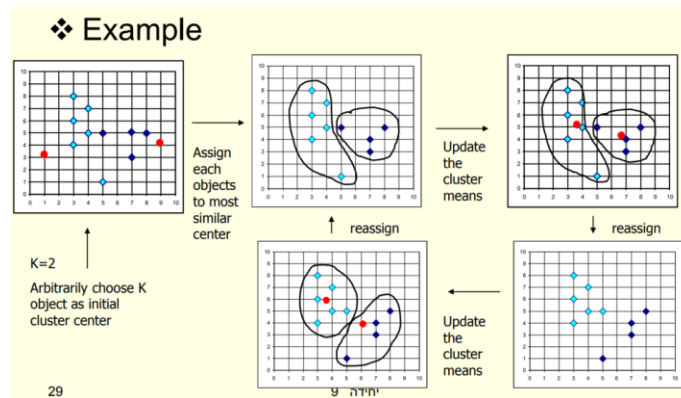 ❖ Example
Assign
each
objects
to most
similar
center
Update
the
cluster
means
reassign
reassign
K=2
Arbitrarily choose K
object as initial
cluster center
Update
the
cluster
means
29
יחידה 9